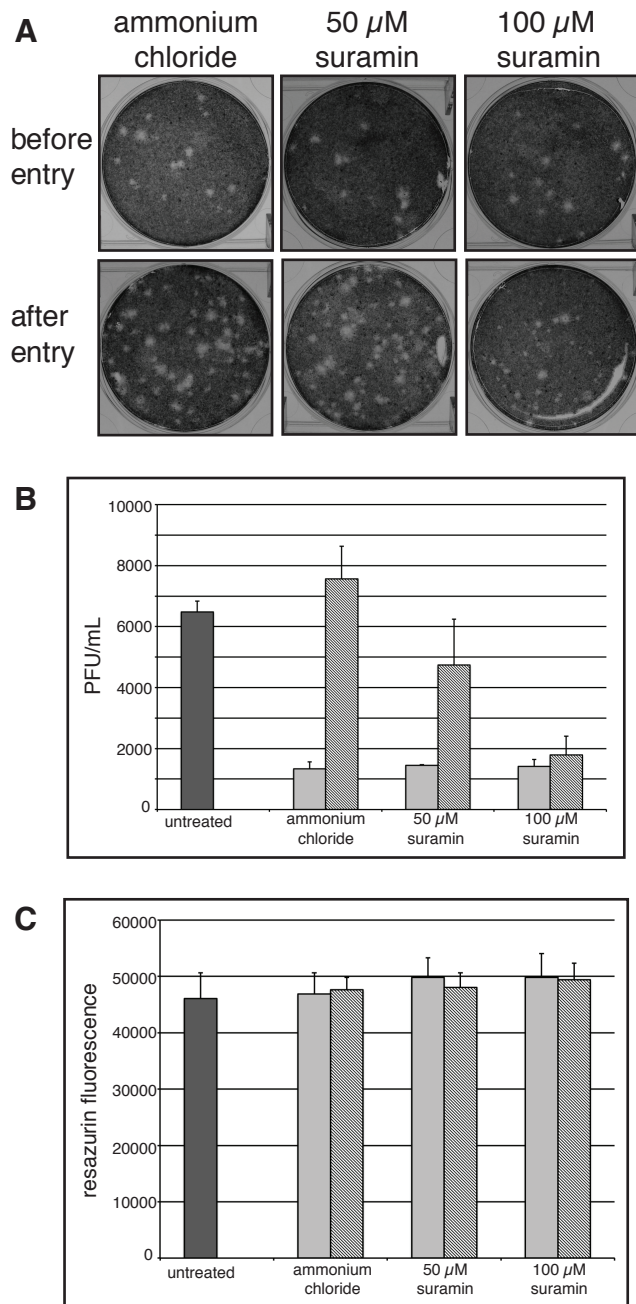 A
ammonium chloride
50 µM suramin
100 µM suramin
before entry
after entry
B
PFU/mL
10000
8000
6000
4000
2000
0
untreated
ammonium chloride
50 µM suramin
100 µM suramin
C
resazurin fluorescence
60000
50000
40000
30000
20000
10000
0
untreated
ammonium chloride
50 µM suramin
100 µM suramin